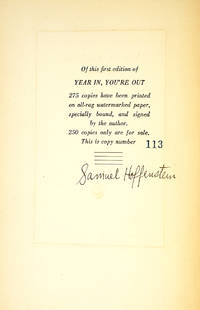 Of this first edition of
YEAR IN, YOU'RE OUT
275 copies have been printed
on all-rag watermarked paper,
specially bound, and signed
by the author.
250 copies only are for sale.
This is copy number 113
Samuel Hoffenstein